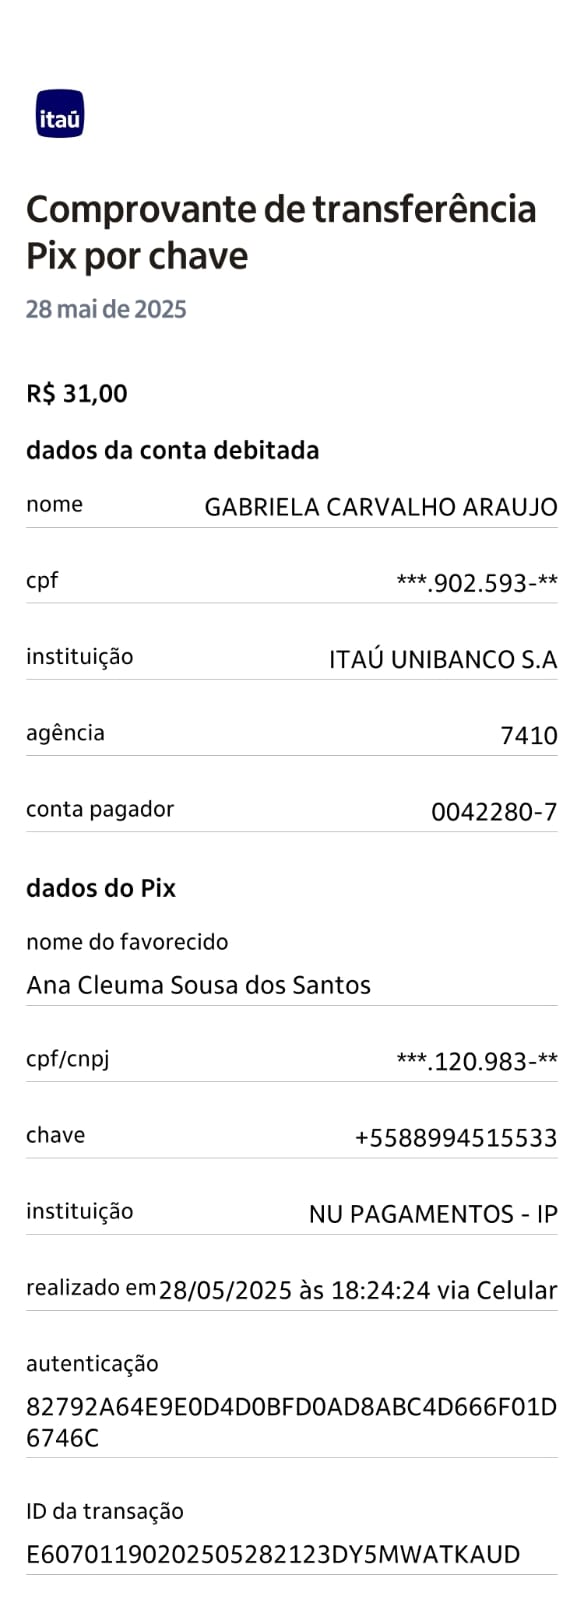 itaú
Comprovante de transferência
Pix por chave
28 mai de 2025
R$ 31,00
dados da conta debitada
nome GABRIELA CARVALHO ARAUJO
cpf ***.902.593-**
instituição ITAÚ UNIBANCO S.A
agência 7410
conta pagador 0042280-7
dados do Pix
nome do favorecido
Ana Cleuma Sousa dos Santos
cpf/cnpj ***.120.983-**
chave +5588994515533
instituição NU PAGAMENTOS - IP
realizado em 28/05/2025 às 18:24:24 via Celular
autenticação
82792A64E9E0D4D0BFD0AD8ABC4D666F01D
6746C
ID da transação
E60701190202505282123DY5MWATKAUD